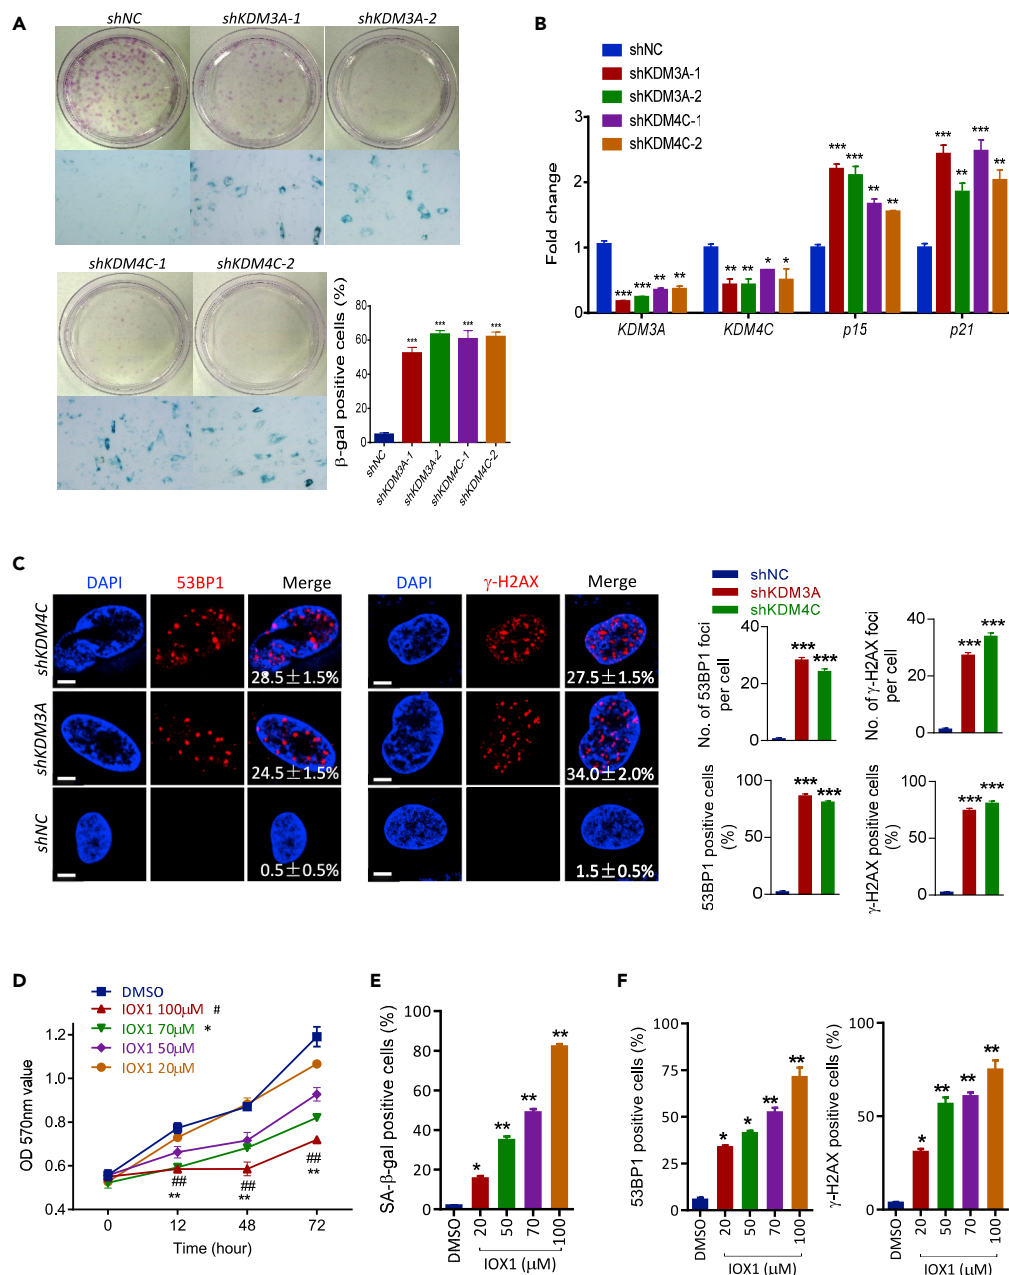 A
shNC shKDM3A-1 shKDM3A-2
shKDM4C-1 shKDM4C-2
β-gal positive cells (%)
80
60
40
20
0
shNC
shKDM3A-1
shKDM3A-2
shKDM4C-1
shKDM4C-2
*** *** *** ***
B
shNC
shKDM3A-1
shKDM3A-2
shKDM4C-1
shKDM4C-2
Fold change
3
2
1
0
*** *** ** **
** ** * *
*** *** ** **
*** ** *** **
KDM3A KDM4C p15 p21
C
DAPI 53BP1 Merge DAPI γ-H2AX Merge
shKDM4C
28.5±1.5% 27.5±1.5%
shKDM3A
24.5±1.5% 34.0±2.0%
shNC
0.5±0.5% 1.5±0.5%
shNC
shKDM3A
shKDM4C
No. of 53BP1 foci
per cell
40
20
0
*** ***
No. of γ-H2AX foci
per cell
40
20
0
*** ***
53BP1 positive cells
(%)
100
0
*** ***
γ-H2AX positive cells
(%)
100
0
*** ***
D
DMSO
IOX1 100μM #
IOX1 70μM *
IOX1 50μM
IOX1 20μM
OD 570nm value
1.2
1.0
0.8
0.6
0.4
## ## ##
** ** **
0 12 48 72
Time (hour)
E
SA-β-gal positive cells (%)
100
80
60
40
20
0
* ** ** **
DMSO 20 50 70 100
IOX1 (μM)
F
53BP1 positive cells (%)
100
75
50
25
0
* * ** **
DMSO 20 50 70 100
IOX1 (μM)
γ-H2AX positive cells (%)
100
50
0
* ** ** **
DMSO 20 50 70 100
IOX1 (μM)